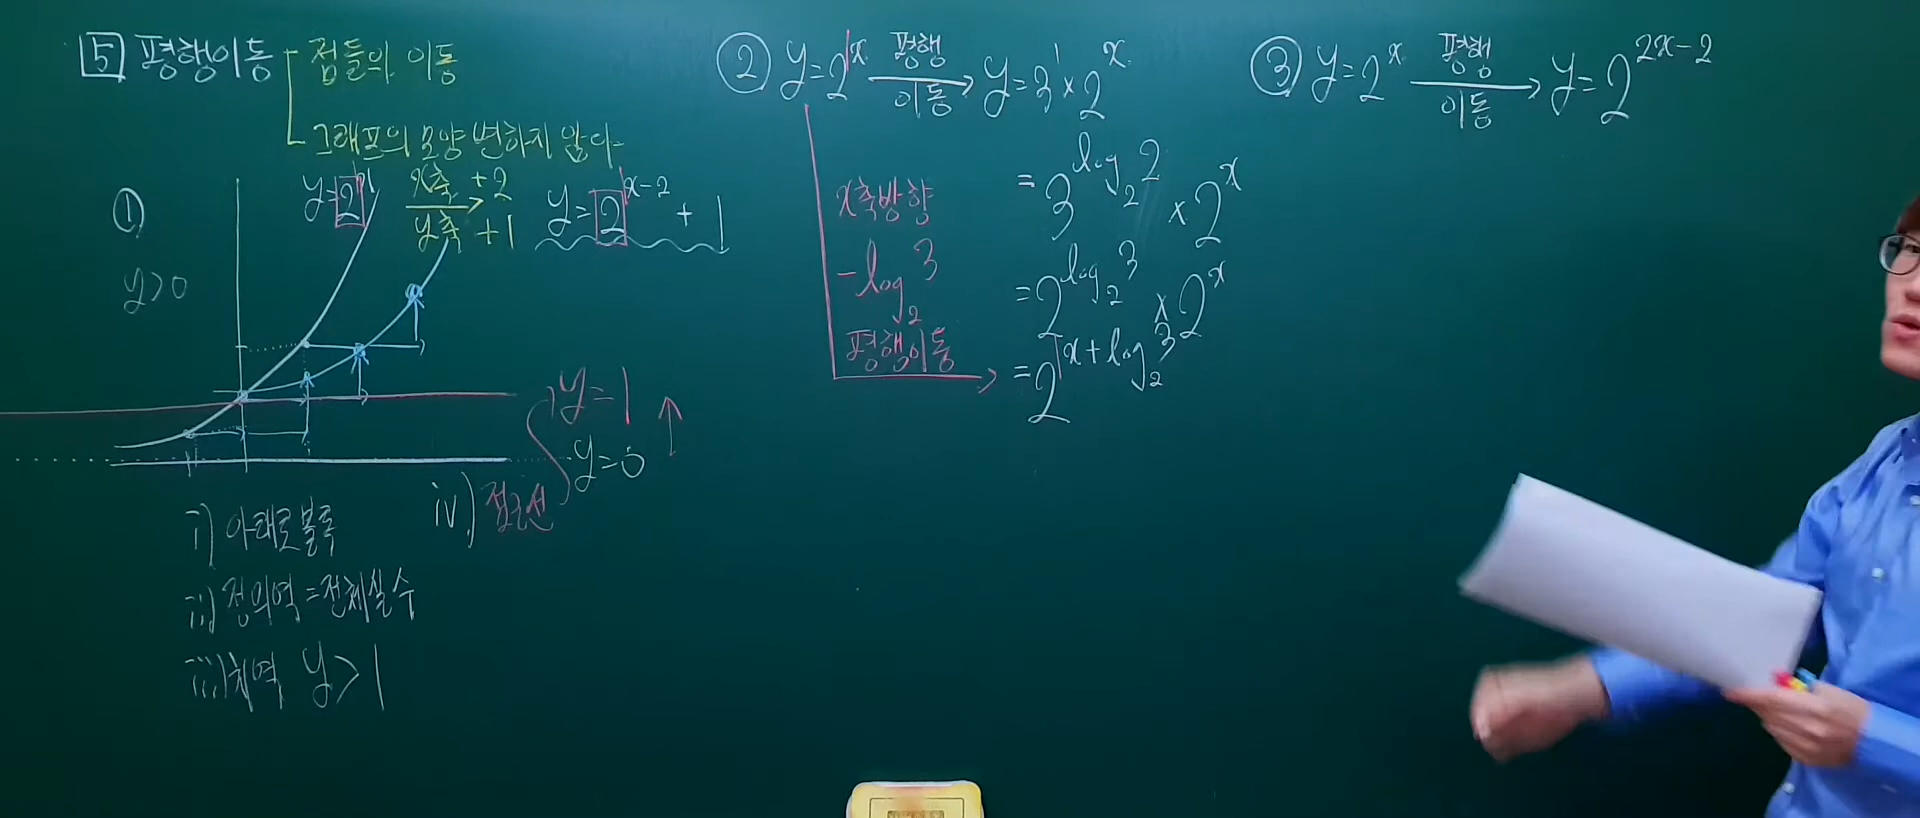 5 평행이동 점들의 이동
그래프의 모양 변하지 않다
① y=2^x x축 +2 y축 +1 y=2^{x-2}+1
y>0
y=1
y=0
i) 아래로볼록
ii) 정의역=전체실수
iii) 치역 y>1
iv) 점근선
② y=2^x 평행이동 y=3^1×2^x
=3^{log_2 2}×2^x
=2^{log_2 3}×2^x
=2^{x+log_2 3}
x축방향
-log_2 3
평행이동
③ y=2^x 평행이동 y=2^{2x-2}